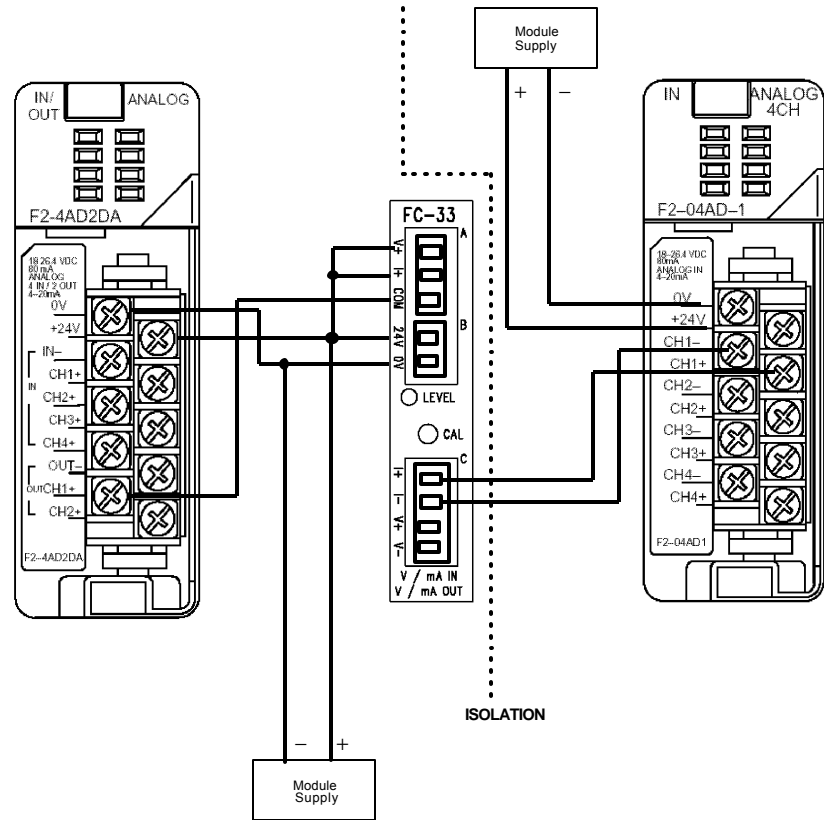 Module
Supply
+ –
IN/
OUT
ANALOG
F2-4AD2DA
18-26.4 VDC
80 mA
ANALOG
4 IN / 2 OUT
4–20mA
0V
+24V
IN–
IN
CH1+
CH2+
CH3+
CH4+
OUT–
OUT
CH1+
CH2+
F2–4AD2DA
FC-33
A
V+
I+
COM
B
24V
0V
LEVEL
CAL
C
I+
I-
V+
V-
V / mA IN
V / mA OUT
IN
ANALOG
4CH
F2–04AD–1
18–26.4 VDC
80mA
ANALOG IN
4–20mA
0V
+24V
CH1–
CH1+
CH2–
CH2+
CH3–
CH3+
CH4–
CH4+
F2–04AD1
ISOLATION
– +
Module
Supply